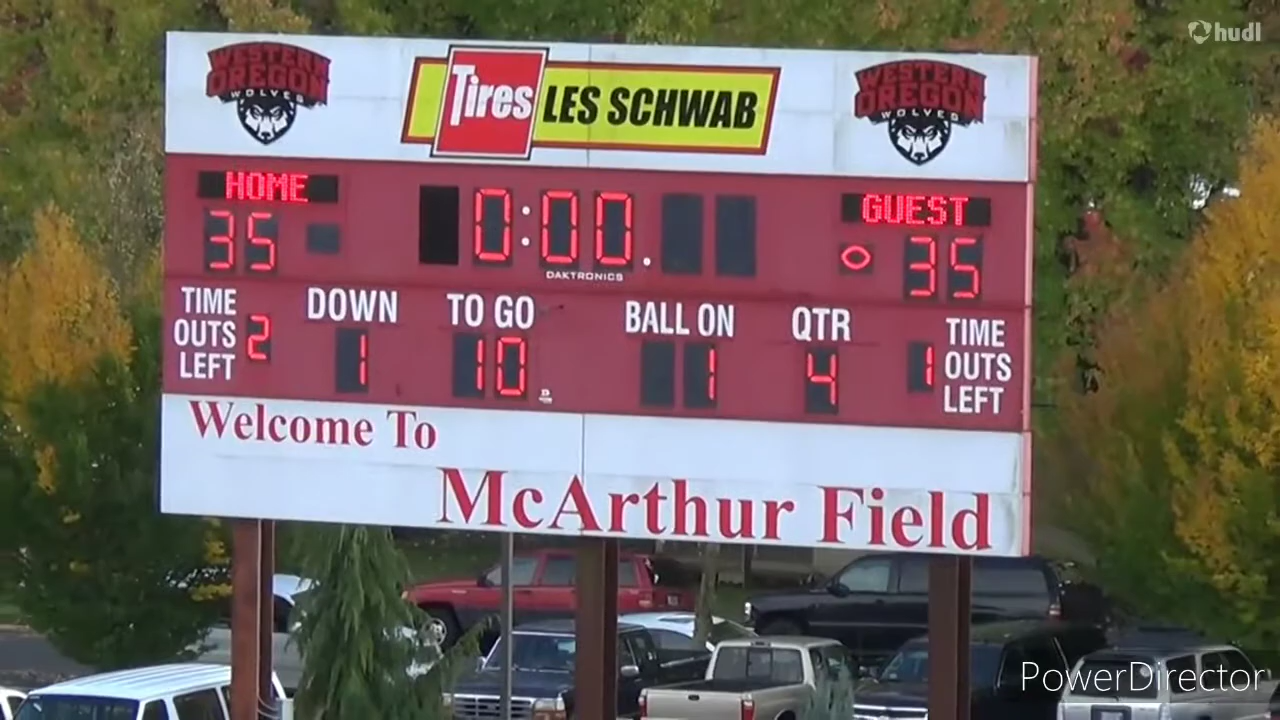 hudl
WESTERN
OREGON
WOLVES
Tires LES SCHWAB
WESTERN
OREGON
WOLVES
HOME
0:00.
GUEST
35
35
DAKTRONICS
TIME
OUTS
LEFT
2
DOWN
1
TO GO
10
BALL ON
1
QTR
4
1
TIME
OUTS
LEFT
Welcome To
McArthur Field
PowerDirector